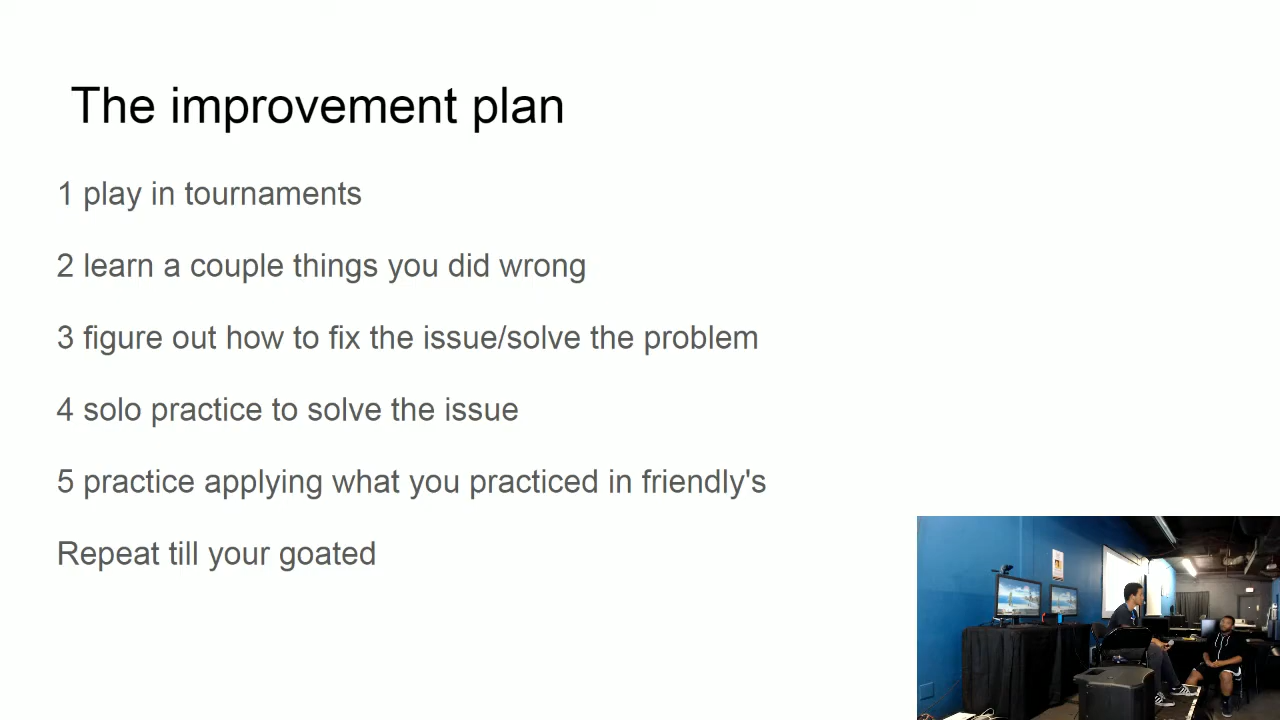 The improvement plan
1 play in tournaments
2 learn a couple things you did wrong
3 figure out how to fix the issue/solve the problem
4 solo practice to solve the issue
5 practice applying what you practiced in friendly's
Repeat till your goated